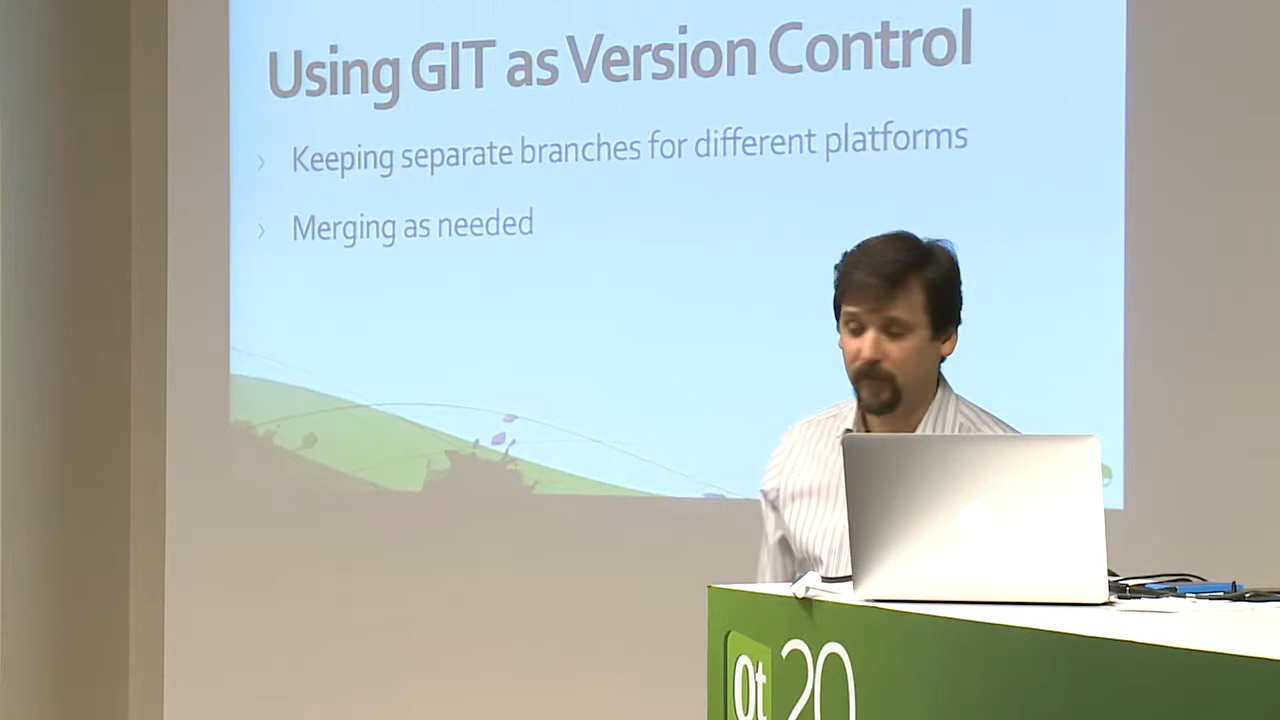 Using GIT as Version Control
› Keeping separate branches for different platforms
› Merging as needed
Qt 20